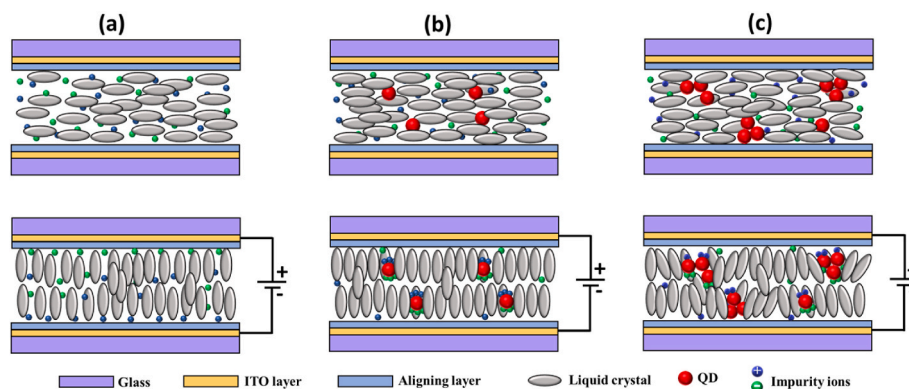 (a)
(b)
(c)
+
-
+
-
+
Glass
ITO layer
Aligning layer
Liquid crystal
QD
+
-
Impurity ions